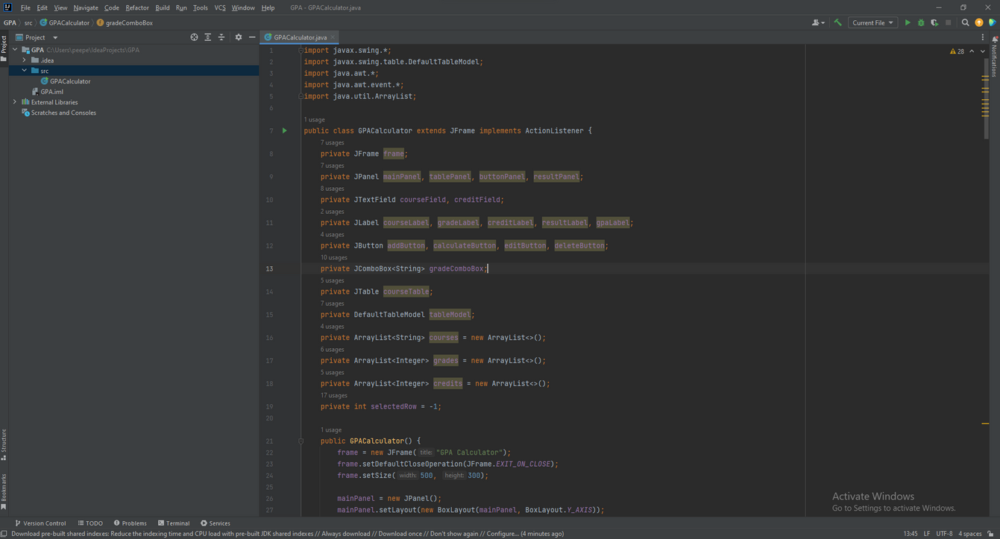 File Edit View Navigate Code Refactor Build Run Tools VCS Window Help GPA - GPACalculator.java
GPA src GPACalculator gradeComboBox
Current File
Project
GPACalculator.java
Project
GPA C:\Users\peepe\IdeaProjects\GPA
.idea
src
GPACalculator
GPA.iml
External Libraries
Scratches and Consoles
Structure
Bookmarks
28
Notifications
1 import javax.swing.*;
2 import javax.swing.table.DefaultTableModel;
3 import java.awt.*;
4 import java.awt.event.*;
5 import java.util.ArrayList;
6
1 usage
7 public class GPACalculator extends JFrame implements ActionListener {
7 usages
8 private JFrame frame;
7 usages
9 private JPanel mainPanel, tablePanel, buttonPanel, resultPanel;
8 usages
10 private JTextField courseField, creditField;
2 usages
11 private JLabel courseLabel, gradeLabel, creditLabel, resultLabel, gpaLabel;
4 usages
12 private JButton addButton, calculateButton, editButton, deleteButton;
10 usages
13 private JComboBox<String> gradeComboBox;
5 usages
14 private JTable courseTable;
7 usages
15 private DefaultTableModel tableModel;
4 usages
16 private ArrayList<String> courses = new ArrayList<>();
6 usages
17 private ArrayList<Integer> grades = new ArrayList<>();
5 usages
18 private ArrayList<Integer> credits = new ArrayList<>();
17 usages
19 private int selectedRow = -1;
20
1 usage
21 public GPACalculator() {
22 frame = new JFrame( title: "GPA Calculator");
23 frame.setDefaultCloseOperation(JFrame.EXIT_ON_CLOSE);
24 frame.setSize( width: 500, height: 300);
25
26 mainPanel = new JPanel();
27 mainPanel.setLayout(new BoxLayout(mainPanel, BoxLayout.Y_AXIS));
Activate Windows
Go to Settings to activate Windows.
Version Control TODO Problems Terminal Services
Download pre-built shared indexes: Reduce the indexing time and CPU load with pre-built JDK shared indexes // Always download // Download once // Don't show again // Configure... (4 minutes ago)
13:45 LF UTF-8 4 spaces